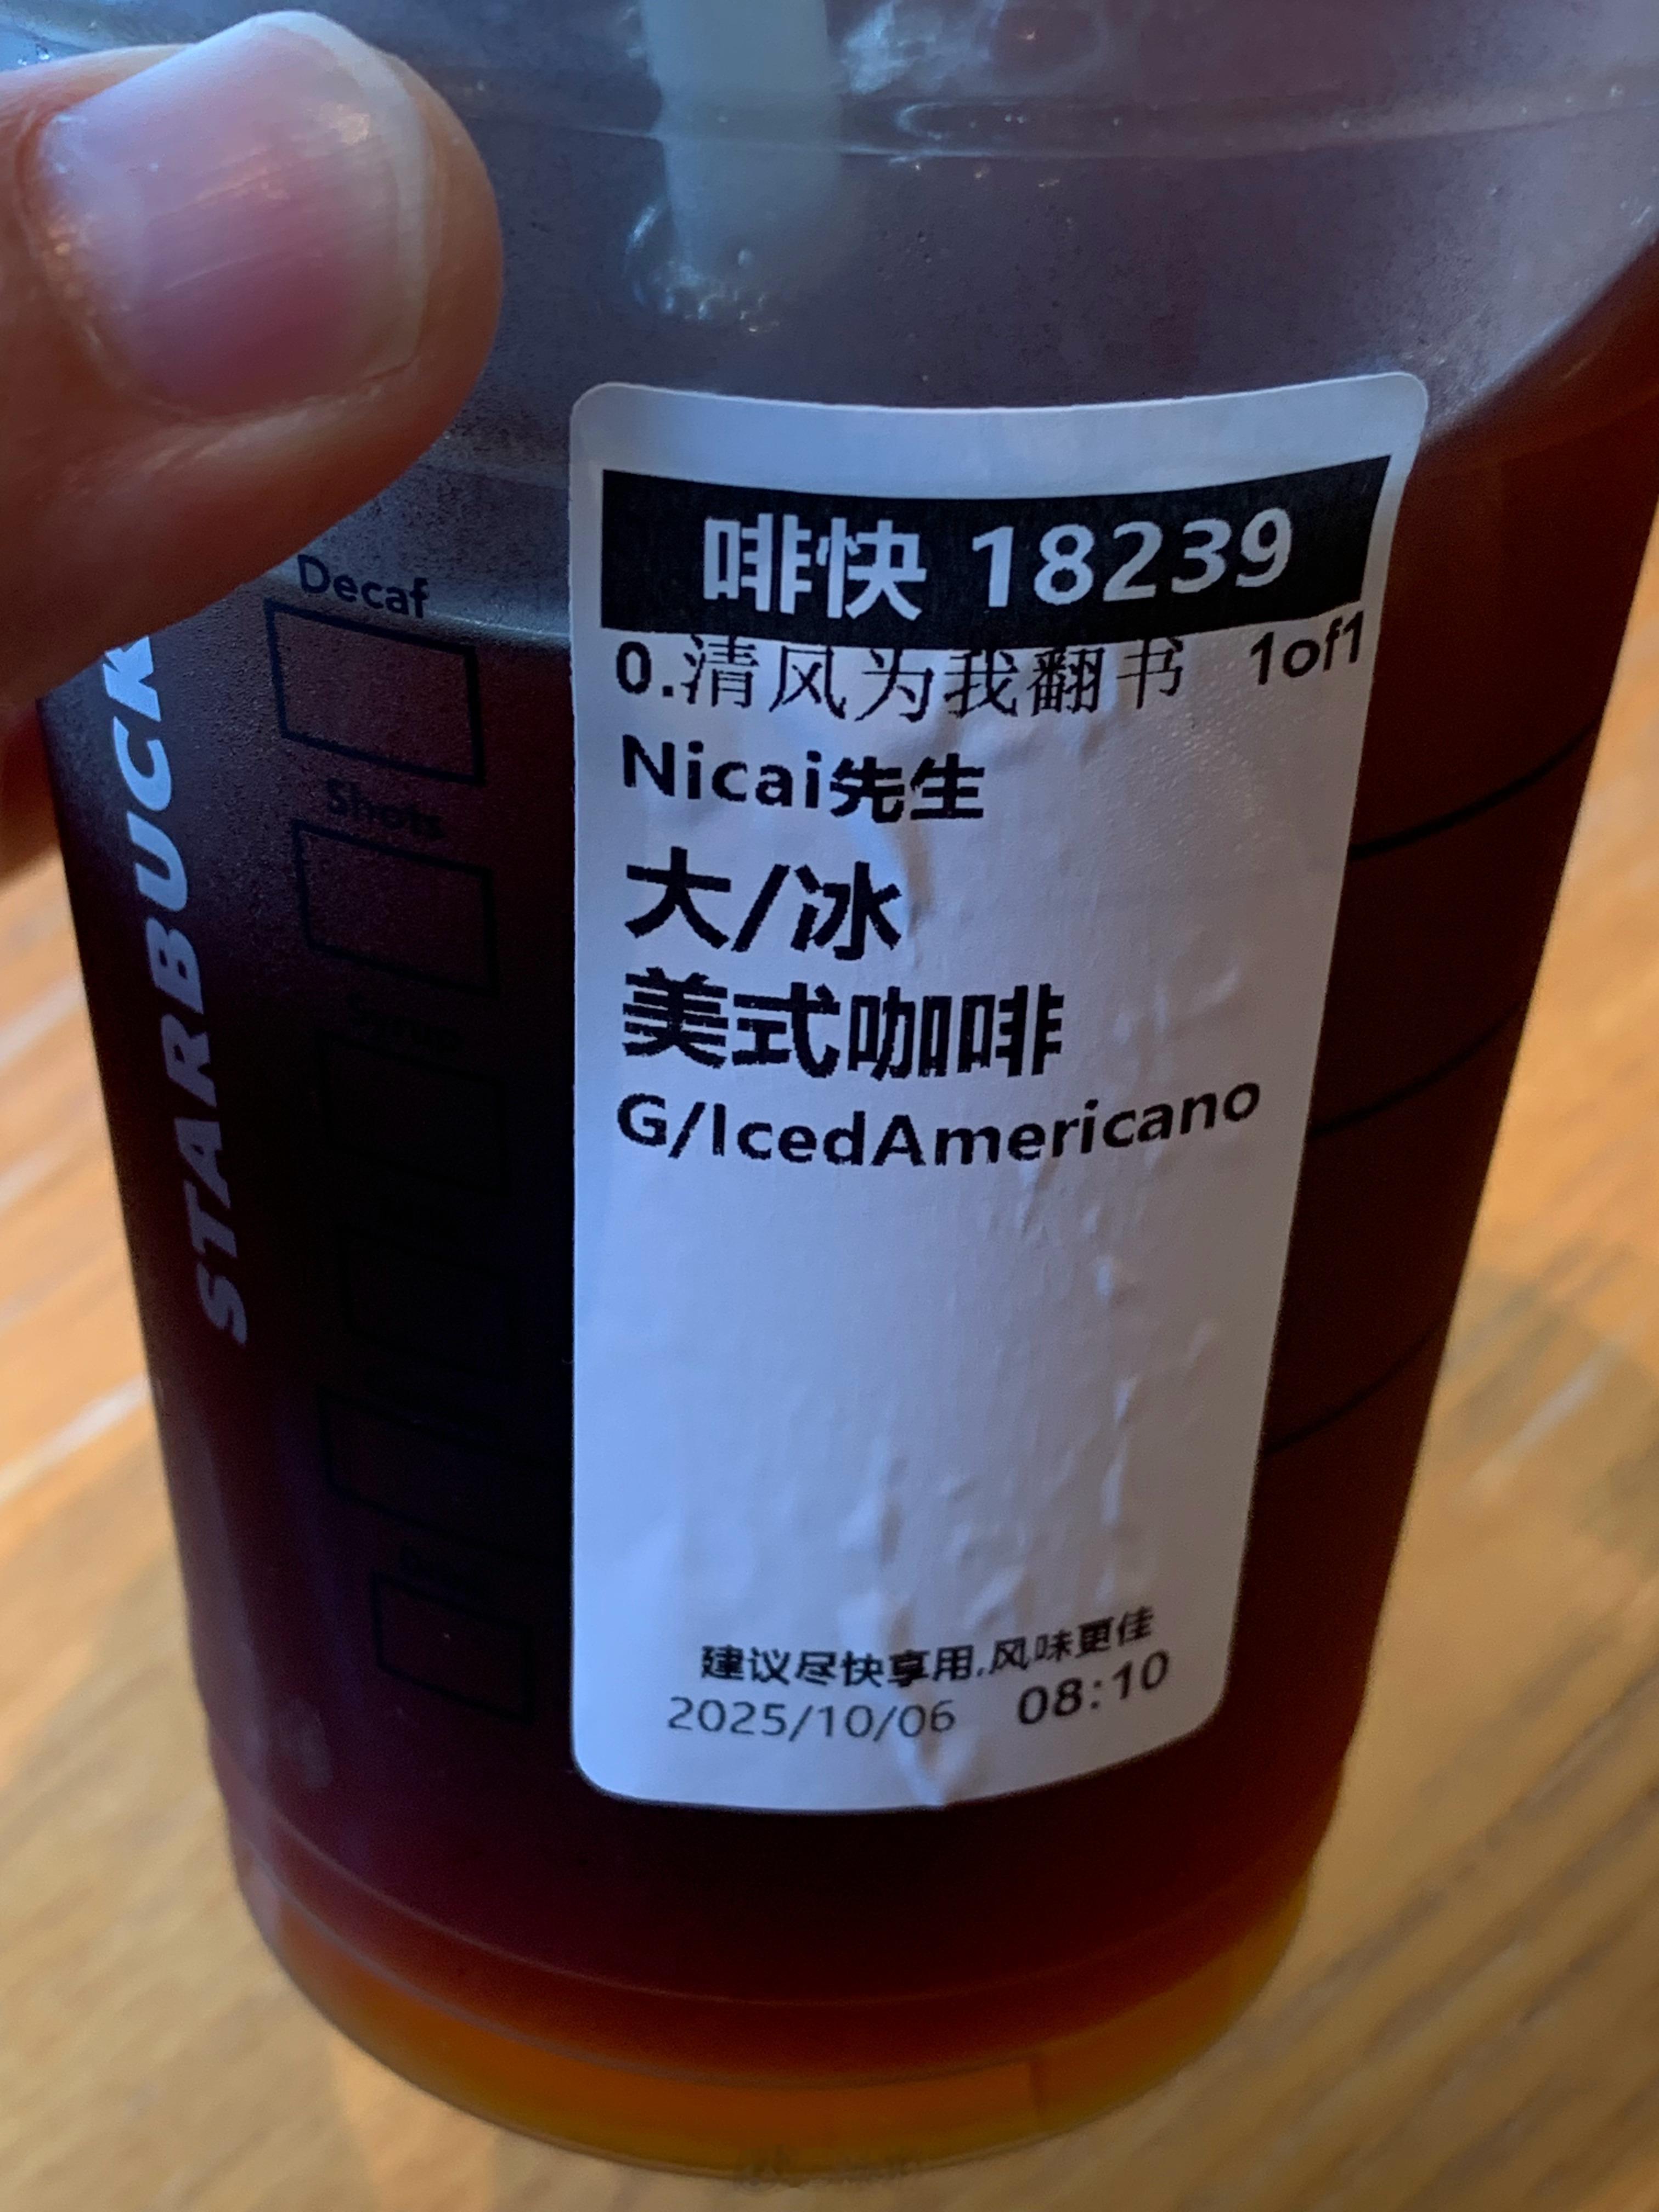 啡快 18239
0.清风为我翻书 1of1
Nicai先生
大/冰
美式咖啡
G/IcedAmericano
建议尽快享用,风味更佳
2025/10/06 08:10
Decaf
Shots
Syrup
STARBUCK